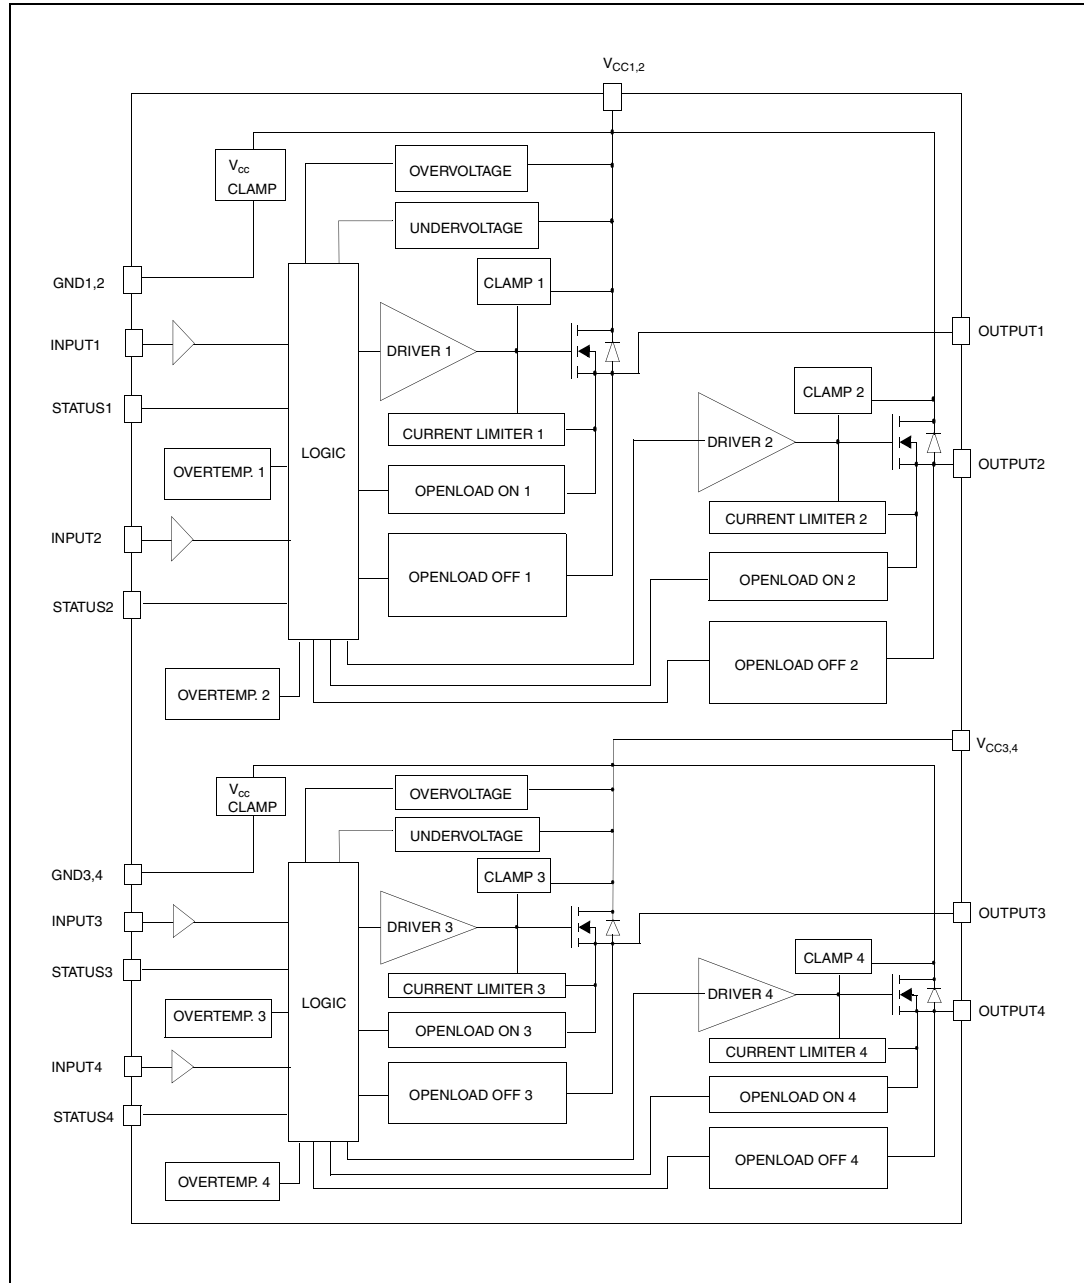 VCC1,2
Vcc
CLAMP
OVERVOLTAGE
UNDERVOLTAGE
GND1,2
CLAMP 1
INPUT1
DRIVER 1
OUTPUT1
STATUS1
CURRENT LIMITER 1
CLAMP 2
LOGIC
DRIVER 2
OVERTEMP. 1
OPENLOAD ON 1
OUTPUT2
CURRENT LIMITER 2
INPUT2
OPENLOAD OFF 1
OPENLOAD ON 2
STATUS2
OPENLOAD OFF 2
OVERTEMP. 2
VCC3,4
Vcc
CLAMP
OVERVOLTAGE
UNDERVOLTAGE
GND3,4
CLAMP 3
INPUT3
DRIVER 3
OUTPUT3
STATUS3
CURRENT LIMITER 3
CLAMP 4
LOGIC
DRIVER 4
OVERTEMP. 3
OPENLOAD ON 3
OUTPUT4
CURRENT LIMITER 4
INPUT4
OPENLOAD OFF 3
OPENLOAD ON 4
STATUS4
OPENLOAD OFF 4
OVERTEMP. 4